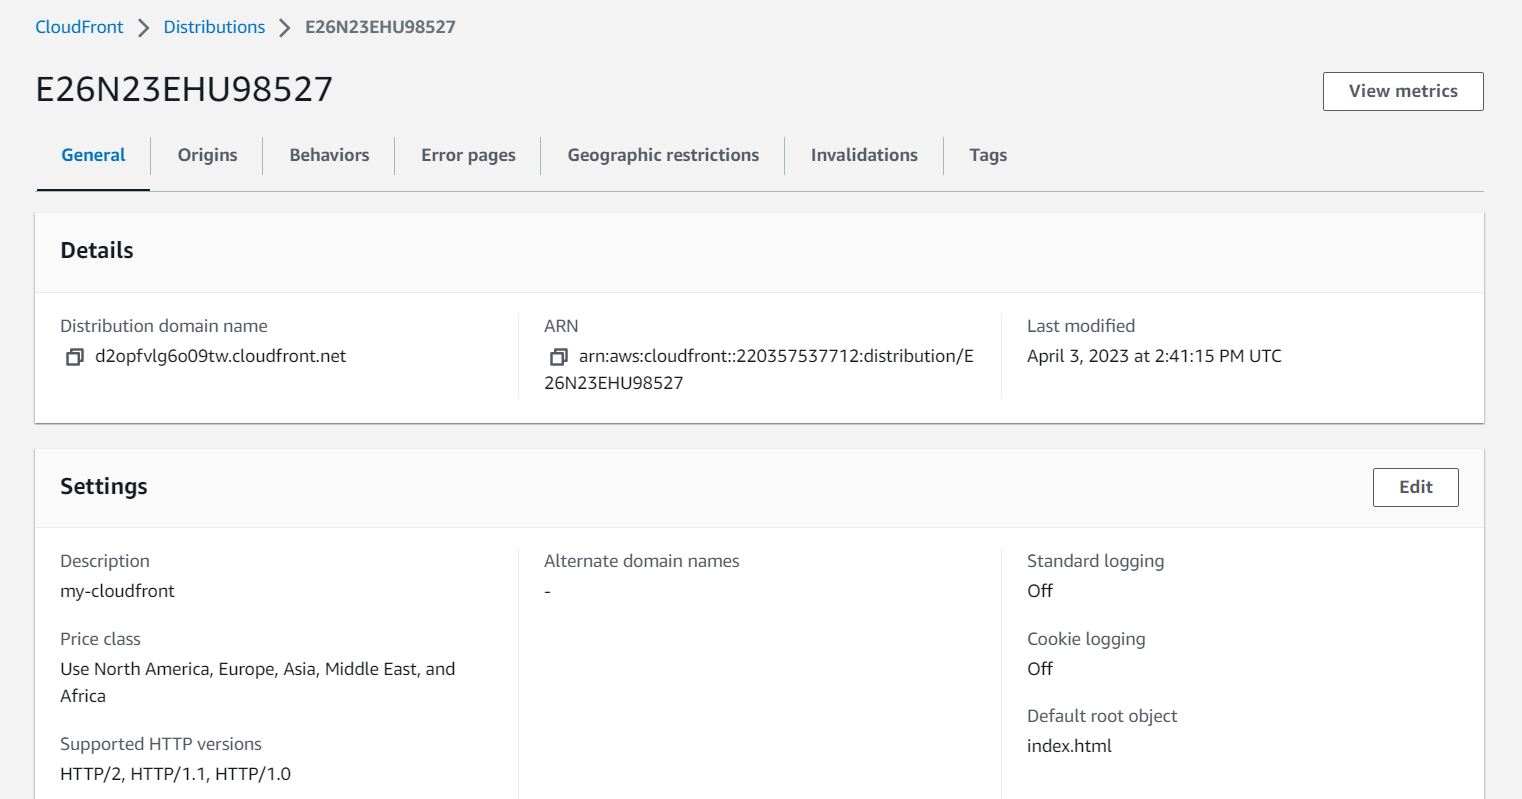 CloudFront > Distributions > E26N23EHU98527
E26N23EHU98527
View metrics
General
Origins
Behaviors
Error pages
Geographic restrictions
Invalidations
Tags
Details
Distribution domain name
d2opfvlg6o09tw.cloudfront.net
ARN
arn:aws:cloudfront::220357537712:distribution/E
26N23EHU98527
Last modified
April 3, 2023 at 2:41:15 PM UTC
Settings
Edit
Description
my-cloudfront
Price class
Use North America, Europe, Asia, Middle East, and
Africa
Supported HTTP versions
HTTP/2, HTTP/1.1, HTTP/1.0
Alternate domain names
-
Standard logging
Off
Cookie logging
Off
Default root object
index.html